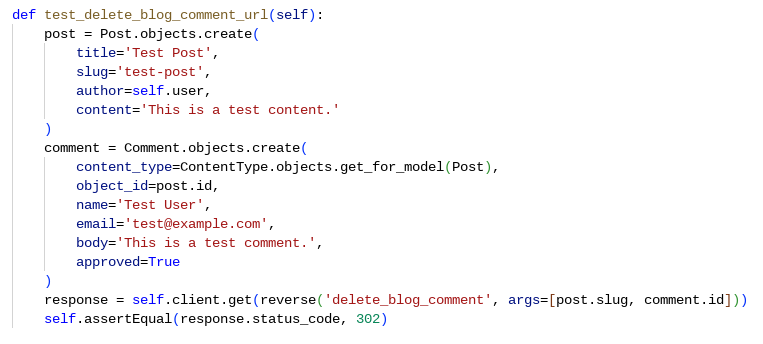 def test_delete_blog_comment_url(self):
    post = Post.objects.create(
        title='Test Post',
        slug='test-post',
        author=self.user,
        content='This is a test content.'
    )
    comment = Comment.objects.create(
        content_type=ContentType.objects.get_for_model(Post),
        object_id=post.id,
        name='Test User',
        email='test@example.com',
        body='This is a test comment.',
        approved=True
    )
    response = self.client.get(reverse('delete_blog_comment', args=[post.slug, comment.id]))
    self.assertEqual(response.status_code, 302)